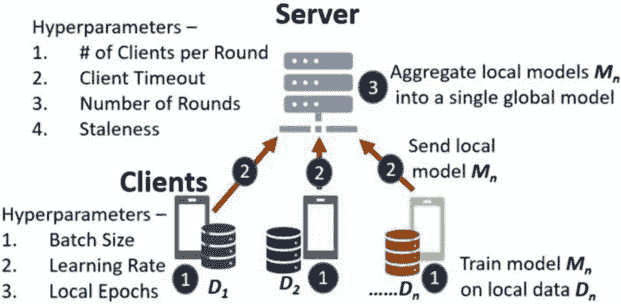 Server
Hyperparameters –
1. # of Clients per Round
2. Client Timeout
3. Number of Rounds
4. Staleness
3 Aggregate local models Mn
into a single global model
Send local
model Mn
2 2 2
Clients
Hyperparameters –
1. Batch Size
2. Learning Rate
3. Local Epochs
1 D1
D2 1
......Dn 1
Train model Mn
on local data Dn